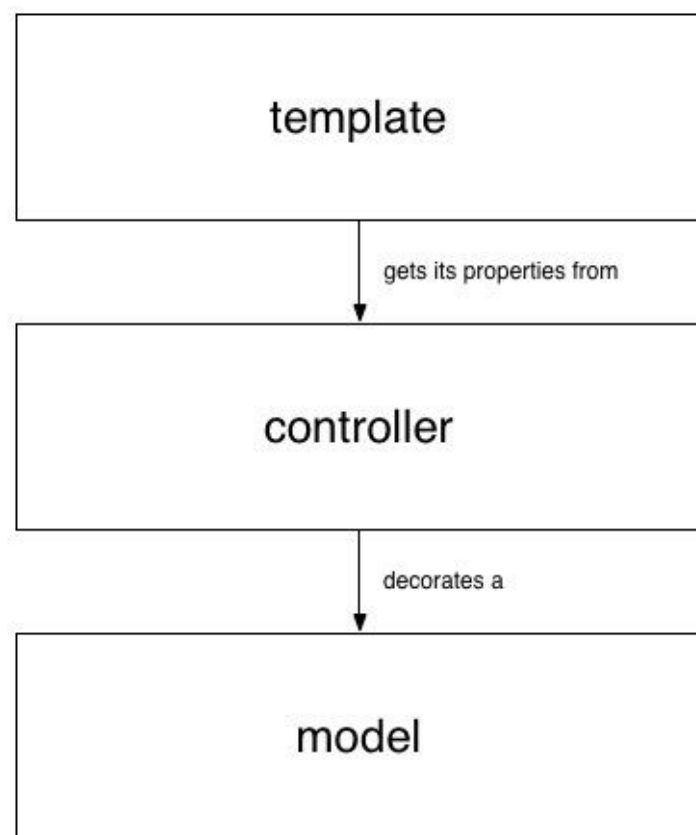 template
gets its properties from
controller
decorates a
model